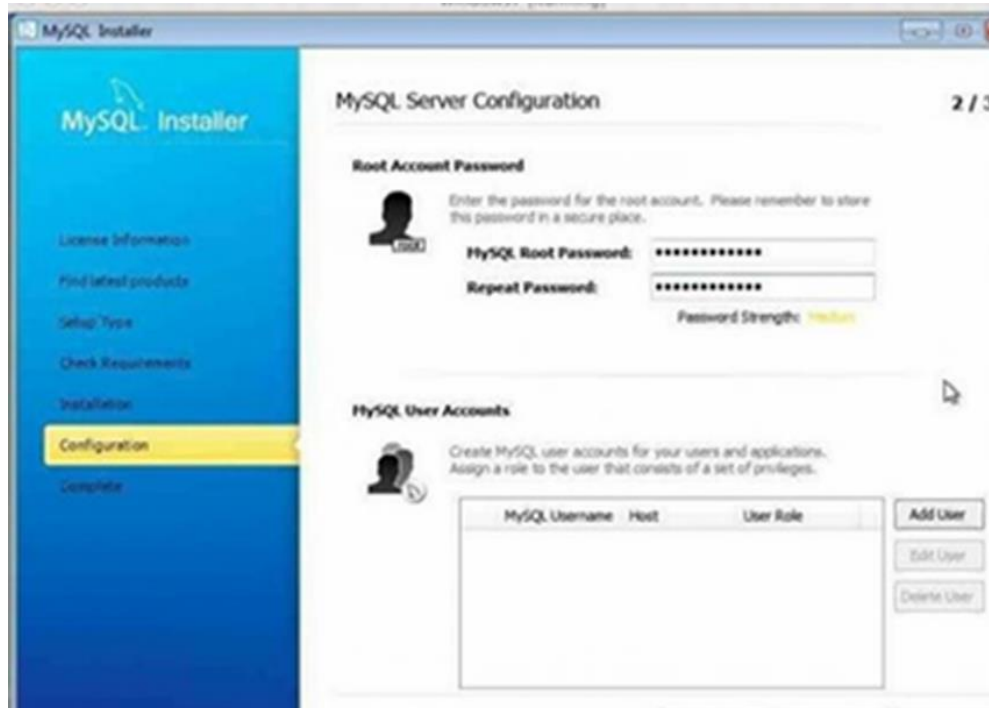 MySQL Installer
MySQL Installer
License Information
Find latest products
Setup Type
Check Requirements
Installation
Configuration
Complete
MySQL Server Configuration
2 / 3
Root Account Password
Enter the password for the root account. Please remember to store
this password in a secure place.
root
MySQL Root Password: ●●●●●●●●●●●●
Repeat Password: ●●●●●●●●●●●●
Password Strength: Medium
MySQL User Accounts
Create MySQL user accounts for your users and applications.
Assign a role to the user that consists of a set of privileges.
MySQL Username Host User Role
Add User
Edit User
Delete User